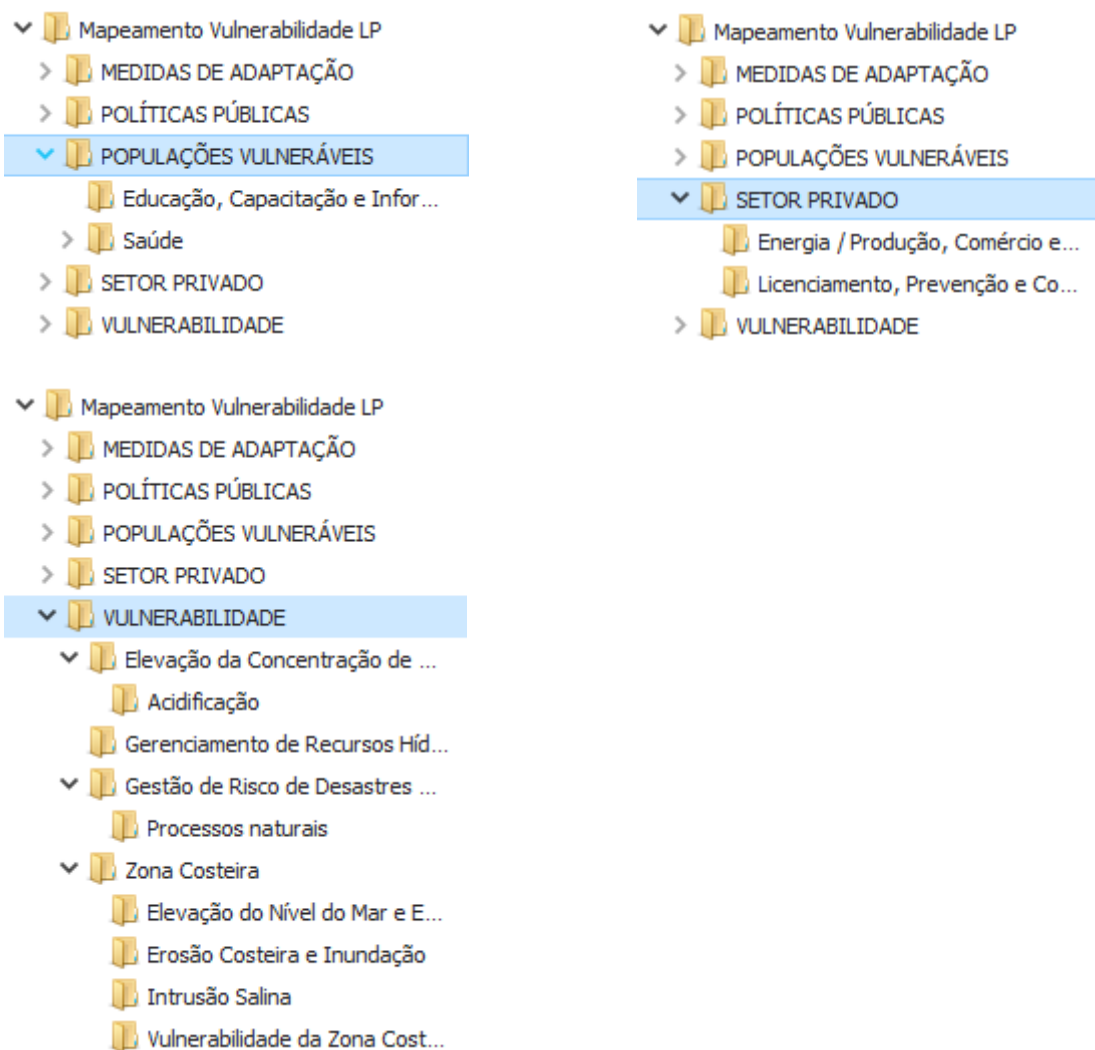 Mapeamento Vulnerabilidade LP
MEDIDAS DE ADAPTAÇÃO
POLÍTICAS PÚBLICAS
POPULAÇÕES VULNERÁVEIS
Educação, Capacitação e Infor...
Saúde
SETOR PRIVADO
VULNERABILIDADE
Mapeamento Vulnerabilidade LP
MEDIDAS DE ADAPTAÇÃO
POLÍTICAS PÚBLICAS
POPULAÇÕES VULNERÁVEIS
SETOR PRIVADO
Energia / Produção, Comércio e...
Licenciamento, Prevenção e Co...
VULNERABILIDADE
Mapeamento Vulnerabilidade LP
MEDIDAS DE ADAPTAÇÃO
POLÍTICAS PÚBLICAS
POPULAÇÕES VULNERÁVEIS
SETOR PRIVADO
VULNERABILIDADE
Elevação da Concentração de ...
Acidificação
Gerenciamento de Recursos Híd...
Gestão de Risco de Desastres ...
Processos naturais
Zona Costeira
Elevação do Nível do Mar e E...
Erosão Costeira e Inundação
Intrusão Salina
Vulnerabilidade da Zona Cost...